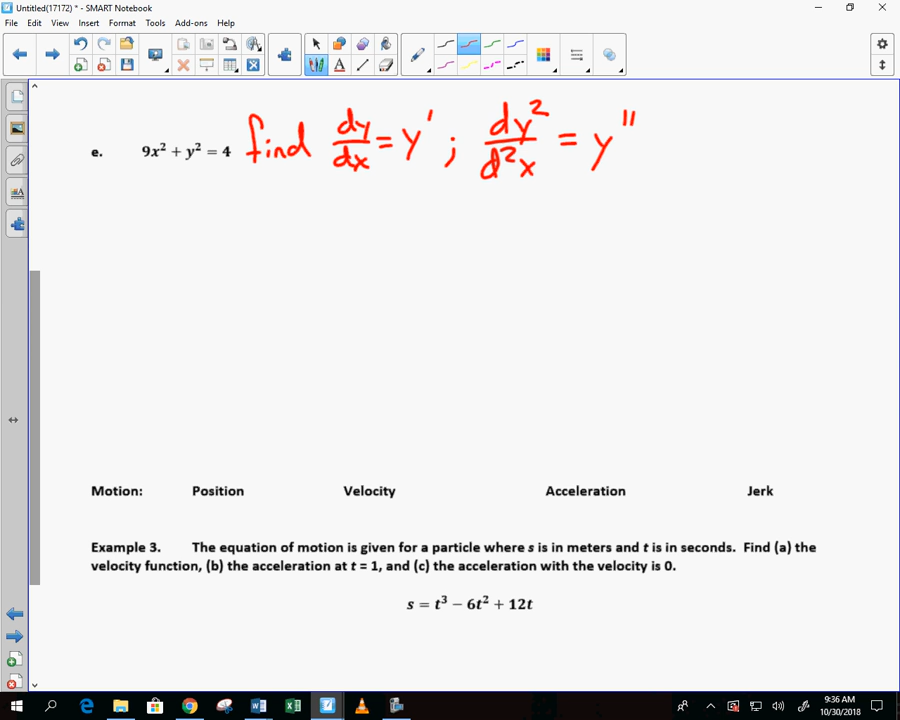 Untitled(17172) * - SMART Notebook
File Edit View Insert Format Tools Add-ons Help
find dy/dx = y' ; dy²/d²x = y''
e. 9x² + y² = 4
Motion: Position Velocity Acceleration Jerk
Example 3. The equation of motion is given for a particle where s is in meters and t is in seconds. Find (a) the
velocity function, (b) the acceleration at t = 1, and (c) the acceleration with the velocity is 0.
s = t³ − 6t² + 12t
9:36 AM
10/30/2018